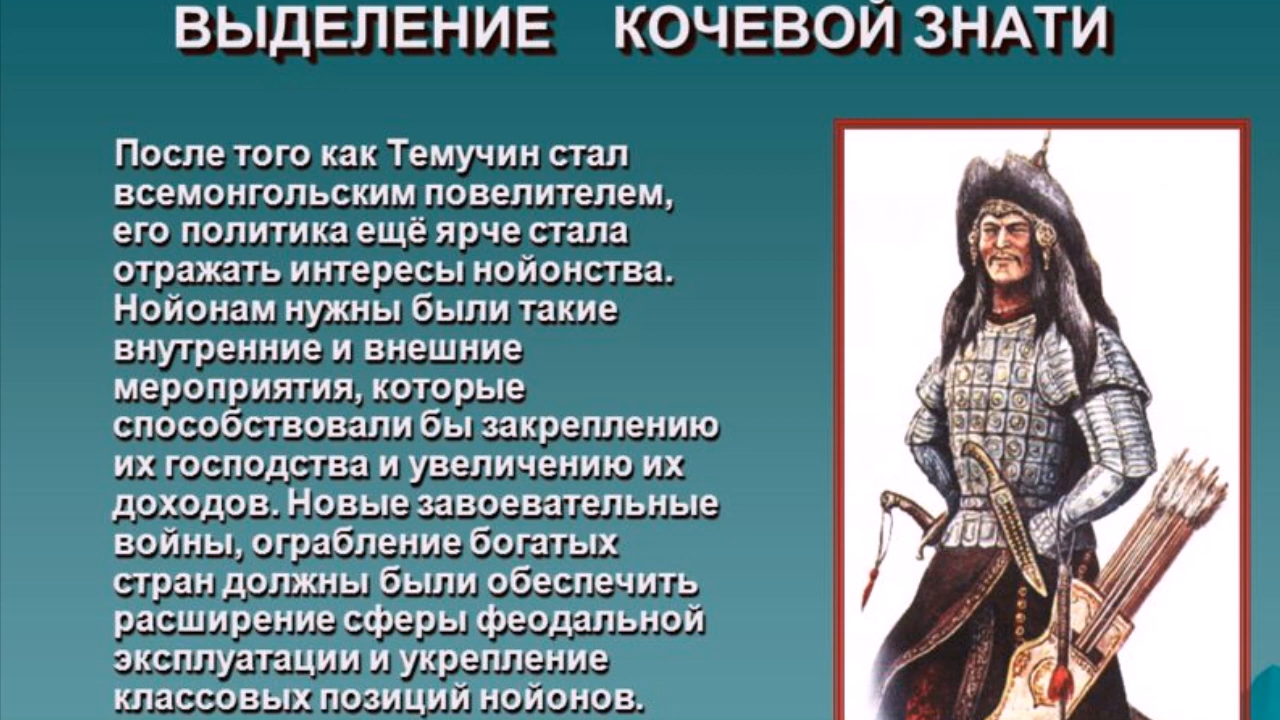 ВЫДЕЛЕНИЕ КОЧЕВОЙ ЗНАТИ
После того как Темучин стал
всемонгольским повелителем,
его политика ещё ярче стала
отражать интересы нойонства.
Нойонам нужны были такие
внутренние и внешние
мероприятия, которые
способствовали бы закреплению
их господства и увеличению их
доходов. Новые завоевательные
войны, ограбление богатых
стран должны были обеспечить
расширение сферы феодальной
эксплуатации и укрепление
классовых позиций нойонов.